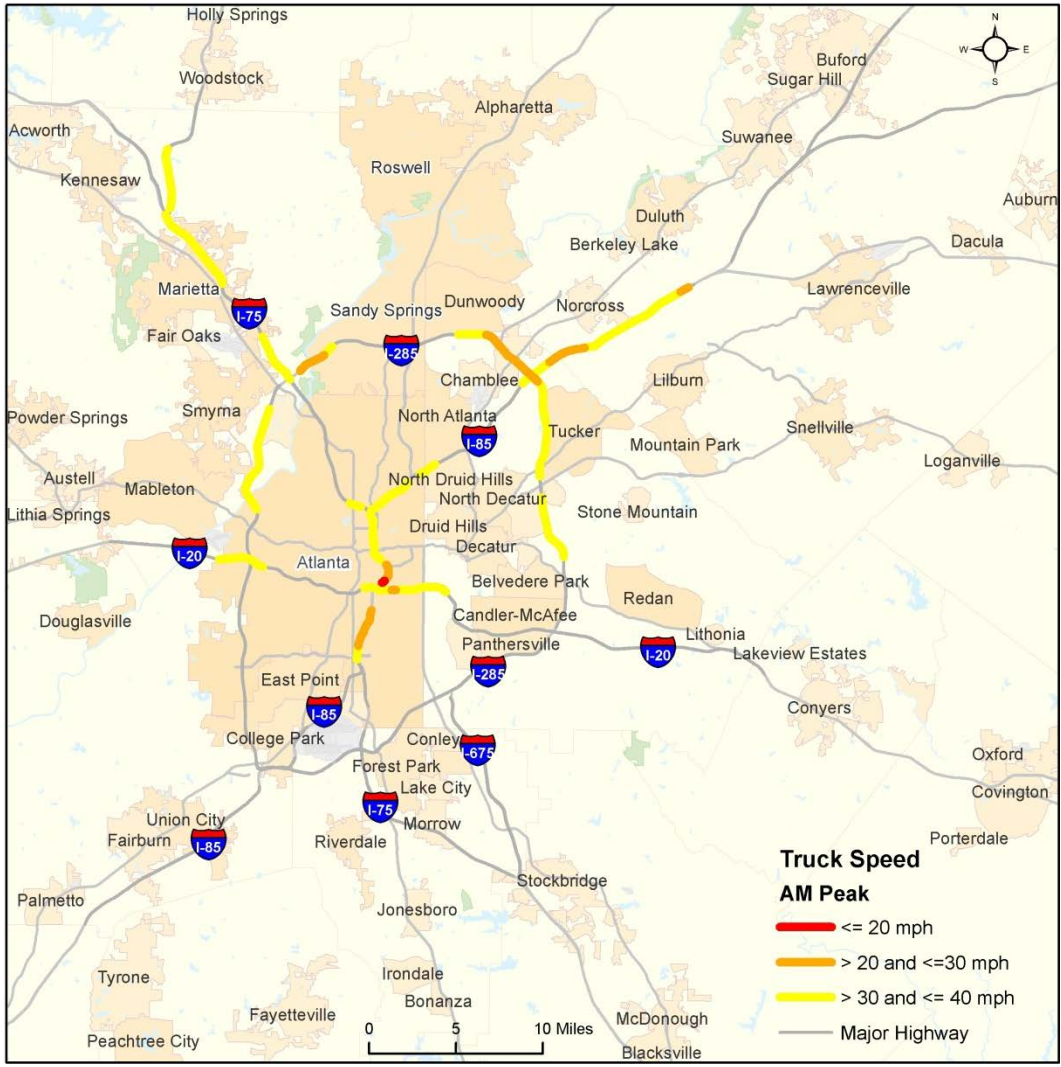 Holly Springs
N
W
E
S
Buford
Woodstock
Sugar Hill
Alpharetta
Acworth
Suwanee
Roswell
Kennesaw
Auburn
Duluth
Berkeley Lake
Dacula
Marietta
Lawrenceville
Dunwoody
Norcross
Sandy Springs
I-75
Fair Oaks
I-285
Chamblee
Lilburn
Smyrna
Powder Springs
North Atlanta
Snellville
Tucker
I-85
Mountain Park
Loganville
Austell
North Druid Hills
Mableton
North Decatur
Lithia Springs
Stone Mountain
Druid Hills
Decatur
I-20
Atlanta
Belvedere Park
Redan
Douglasville
Candler-McAfee
Lithonia
Panthersville
I-20
Lakeview Estates
I-285
East Point
Conyers
I-85
College Park
Conley
I-675
Oxford
Forest Park
Lake City
Covington
I-75
Union City
Morrow
Fairburn
Riverdale
Porterdale
I-85
Truck Speed
AM Peak
<= 20 mph
> 20 and <=30 mph
> 30 and <= 40 mph
Major Highway
Stockbridge
Palmetto
Jonesboro
Tyrone
Irondale
Bonanza
Fayetteville
McDonough
0 5 10 Miles
Peachtree City
Blacksville